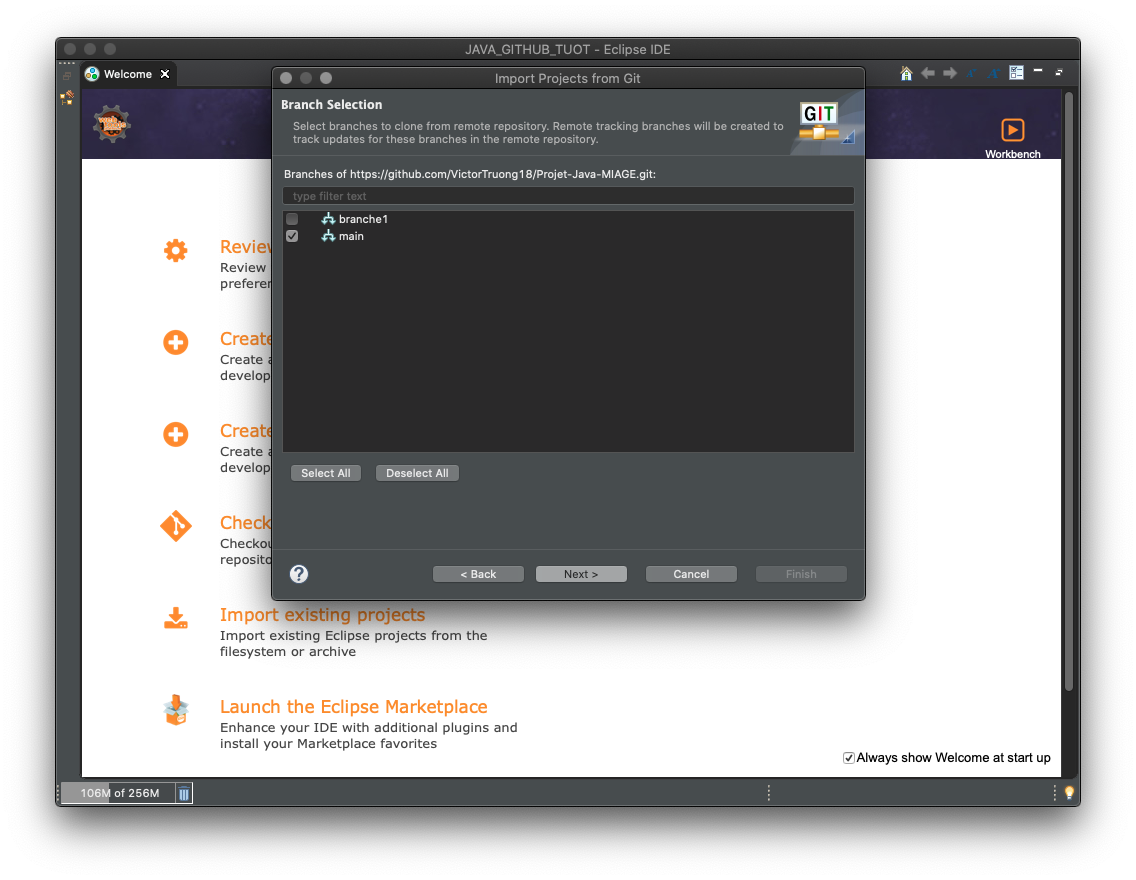 JAVA_GITHUB_TUOT - Eclipse IDE
Welcome
Import Projects from Git
Branch Selection
Select branches to clone from remote repository. Remote tracking branches will be created to
track updates for these branches in the remote repository.
GIT
Workbench
Branches of https://github.com/VictorTruong18/Projet-Java-MIAGE.git:
type filter text
branche1
main
Review
Review
prefere
Create
Create a
develop
Create
Create a
develop
Select All
Deselect All
Check
Checkou
reposito
< Back
Next >
Cancel
Finish
Import existing projects
Import existing Eclipse projects from the
filesystem or archive
Launch the Eclipse Marketplace
Enhance your IDE with additional plugins and
install your Marketplace favorites
Always show Welcome at start up
106M of 256M